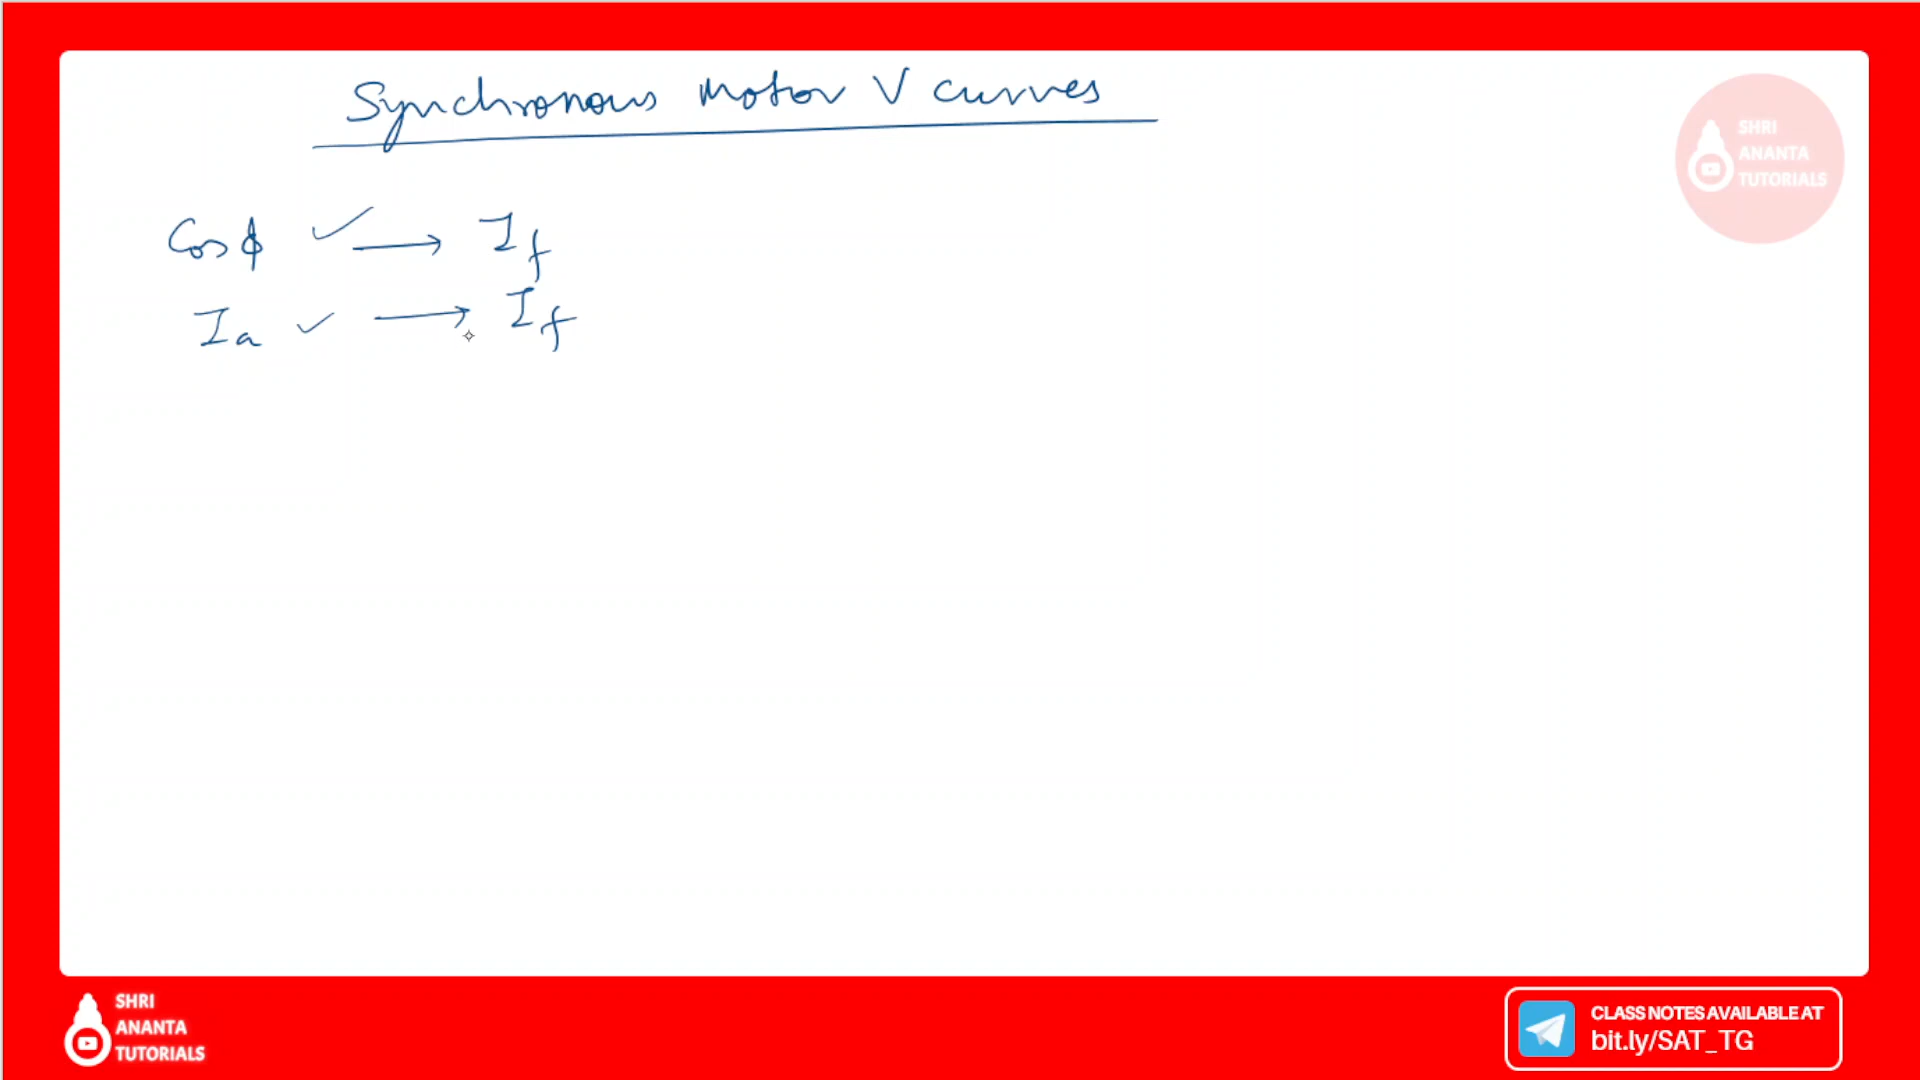 Synchronous Motor V curves
SHRI
ANANTA
TUTORIALS
Cos ϕ ✓ → If
Ia ✓ → If
SHRI
ANANTA
TUTORIALS
CLASS NOTES AVAILABLE AT
bit.ly/SAT_TG